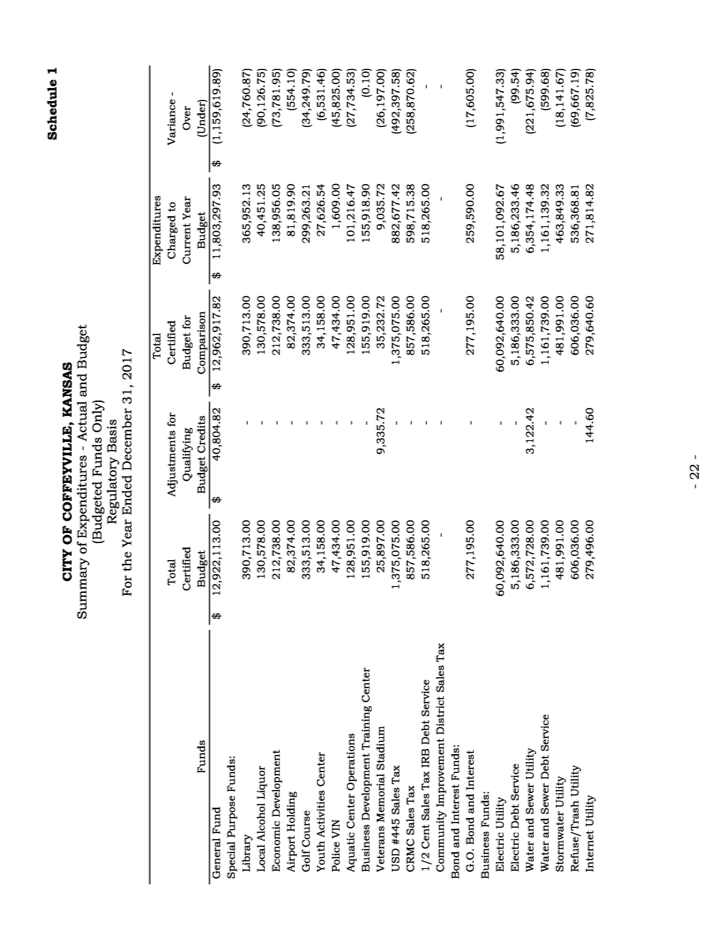 Schedule 1
CITY OF COFFEYVILLE, KANSAS
Summary of Expenditures - Actual and Budget
(Budgeted Funds Only)
Regulatory Basis
For the Year Ended December 31, 2017
Total Expenditures
Total Adjustments for Certified Charged to Variance -
Certified Qualifying Budget for Current Year Over
Funds Budget Budget Credits Comparison Budget (Under)
General Fund $ 12,922,113.00 $ 40,804.82 $ 12,962,917.82 $ 11,803,297.93 $ (1,159,619.89)
Special Purpose Funds:
Library 390,713.00 - 390,713.00 365,952.13 (24,760.87)
Local Alcohol Liquor 130,578.00 - 130,578.00 40,451.25 (90,126.75)
Economic Development 212,738.00 - 212,738.00 138,956.05 (73,781.95)
Airport Holding 82,374.00 - 82,374.00 81,819.90 (554.10)
Golf Course 333,513.00 - 333,513.00 299,263.21 (34,249.79)
Youth Activities Center 34,158.00 - 34,158.00 27,626.54 (6,531.46)
Police VIN 47,434.00 - 47,434.00 1,609.00 (45,825.00)
Aquatic Center Operations 128,951.00 - 128,951.00 101,216.47 (27,734.53)
Business Development Training Center 155,919.00 - 155,919.00 155,918.90 (0.10)
Veterans Memorial Stadium 25,897.00 9,335.72 35,232.72 9,035.72 (26,197.00)
USD #445 Sales Tax 1,375,075.00 - 1,375,075.00 882,677.42 (492,397.58)
CRMC Sales Tax 857,586.00 - 857,586.00 598,715.38 (258,870.62)
1/2 Cent Sales Tax IRB Debt Service 518,265.00 - 518,265.00 518,265.00 -
Community Improvement District Sales Tax - - - - -
Bond and Interest Funds:
G.O. Bond and Interest 277,195.00 - 277,195.00 259,590.00 (17,605.00)
Business Funds:
Electric Utility 60,092,640.00 - 60,092,640.00 58,101,092.67 (1,991,547.33)
Electric Debt Service 5,186,333.00 - 5,186,333.00 5,186,233.46 (99.54)
Water and Sewer Utility 6,572,728.00 3,122.42 6,575,850.42 6,354,174.48 (221,675.94)
Water and Sewer Debt Service 1,161,739.00 - 1,161,739.00 1,161,139.32 (599.68)
Stormwater Utility 481,991.00 - 481,991.00 463,849.33 (18,141.67)
Refuse/Trash Utility 606,036.00 - 606,036.00 536,368.81 (69,667.19)
Internet Utility 279,496.00 144.60 279,640.60 271,814.82 (7,825.78)
- 22 -